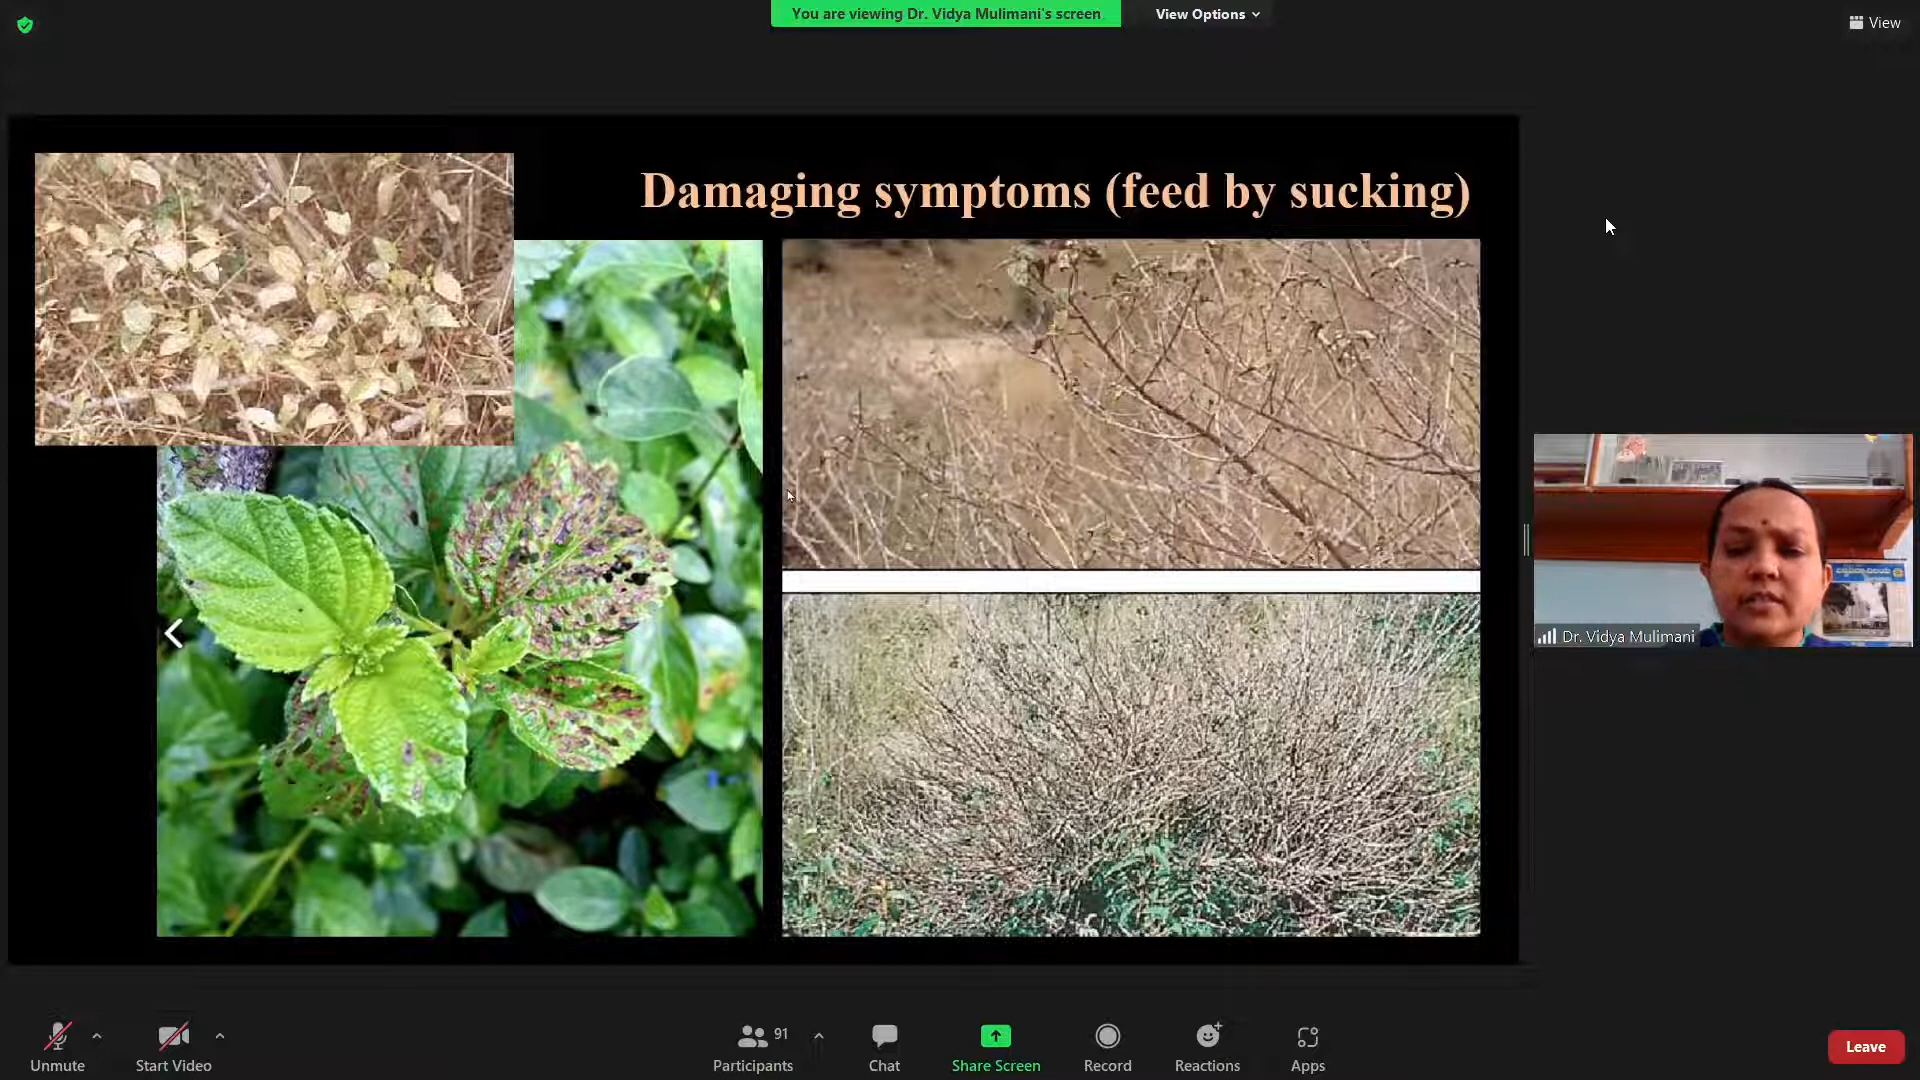 You are viewing Dr. Vidya Mulimani's screen
View Options
View
Damaging symptoms (feed by sucking)
Dr. Vidya Mulimani
Unmute
Start Video
91
Participants
Chat
Share Screen
Record
Reactions
Apps
Leave